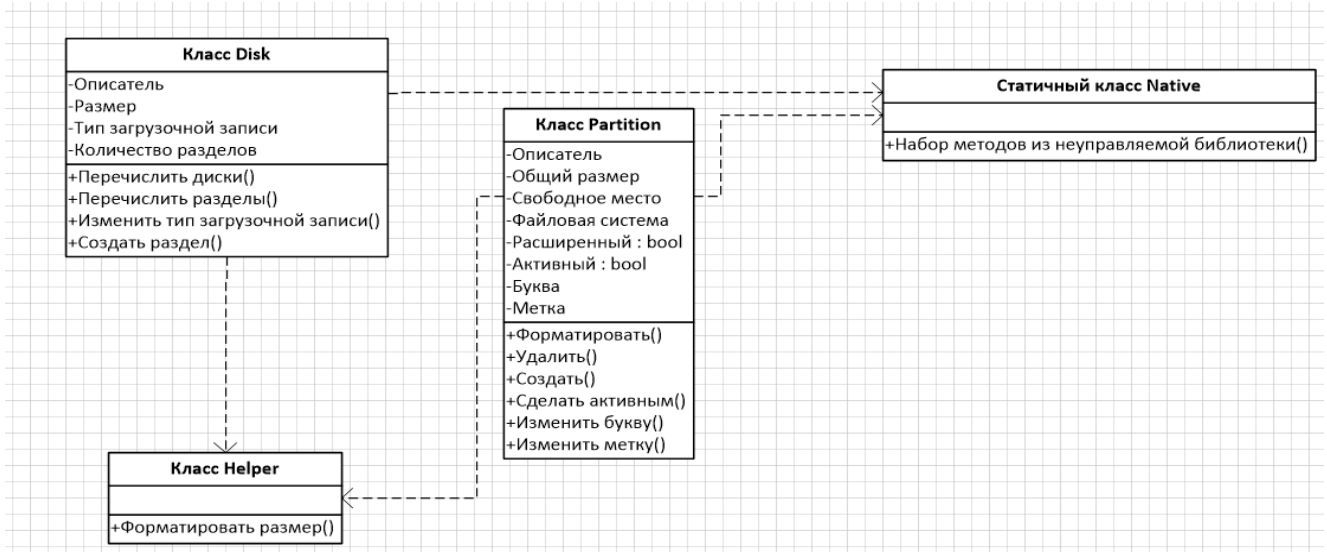 Класс Disk
-Описатель
-Размер
-Тип загрузочной записи
-Количество разделов
+Перечислить диски()
+Перечислить разделы()
+Изменить тип загрузочной записи()
+Создать раздел()
Класс Partition
-Описатель
-Общий размер
-Свободное место
-Файловая система
-Расширенный : bool
-Активный : bool
-Буква
-Метка
+Форматировать()
+Удалить()
+Создать()
+Сделать активным()
+Изменить букву()
+Изменить метку()
Статичный класс Native
+Набор методов из неуправляемой библиотеки()
Класс Helper
+Форматировать размер()